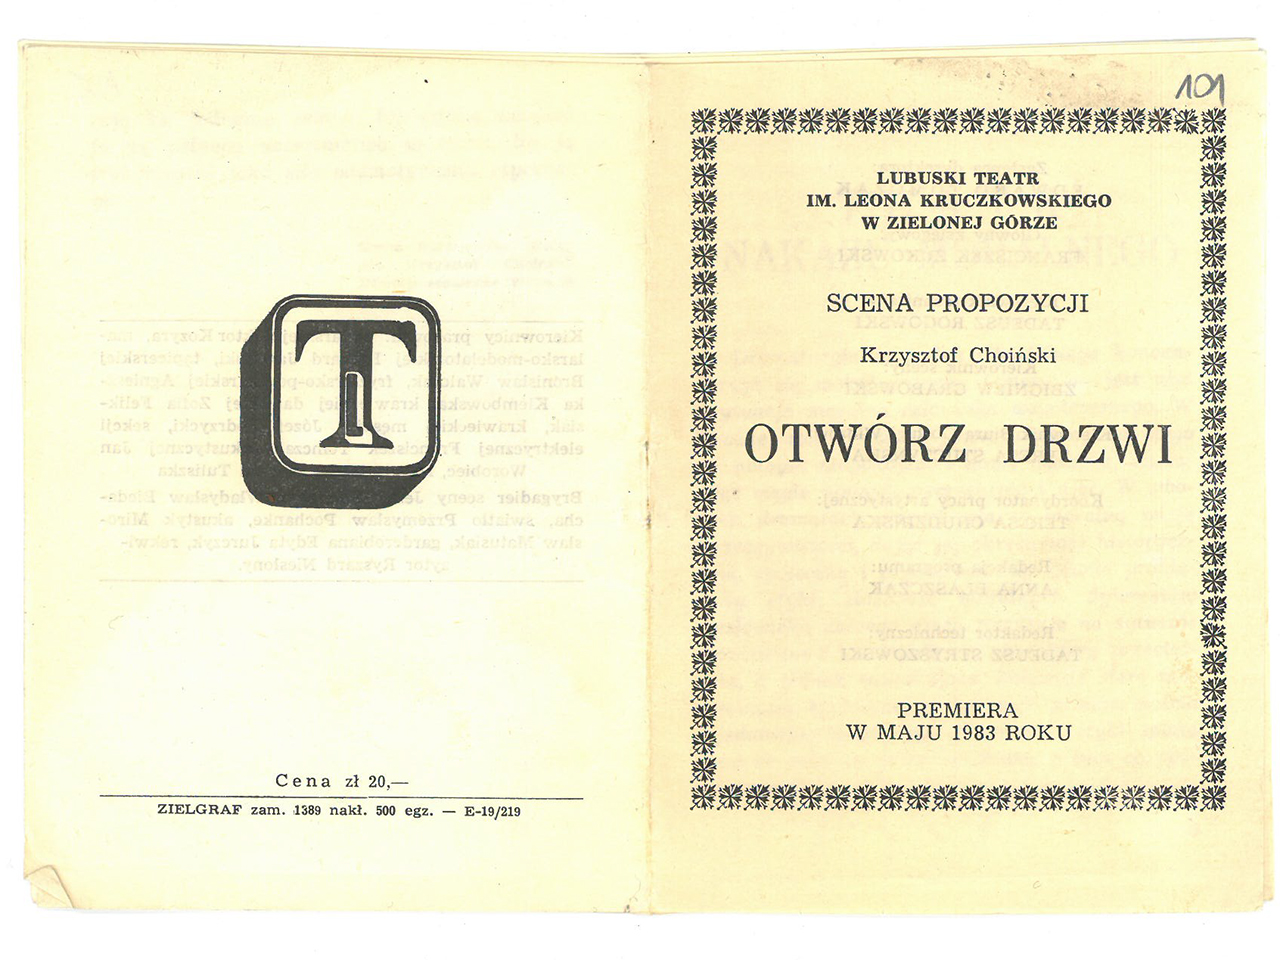 T
Cena zł 20,—
ZIELGRAF zam. 1389 nakł. 500 egz. — E-19/219
101
LUBUSKI TEATR
IM. LEONA KRUCZKOWSKIEGO
W ZIELONEJ GÓRZE
SCENA PROPOZYCJI
Krzysztof Choiński
OTWÓRZ DRZWI
PREMIERA
W MAJU 1983 ROKU